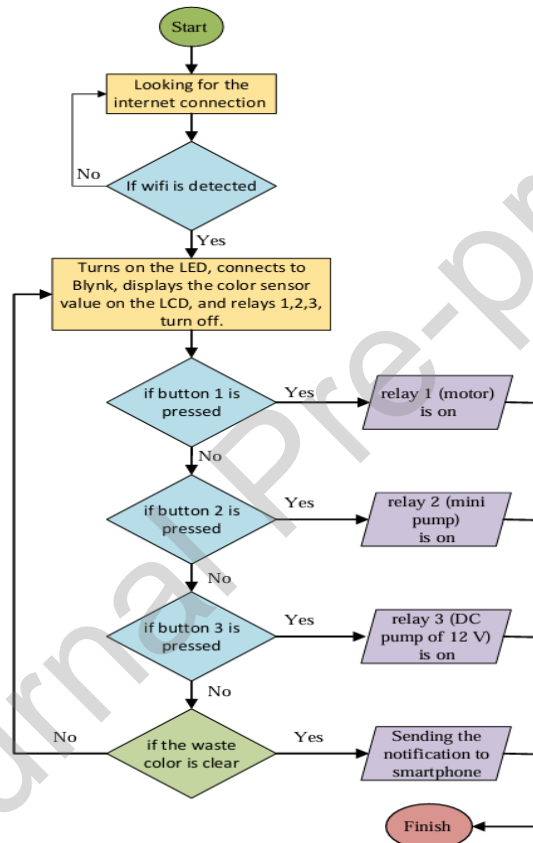 Start
Looking for the
internet connection
No
If wifi is detected
Yes
Turns on the LED, connects to
Blynk, displays the color sensor
value on the LCD, and relays 1,2,3,
turn off.
if button 1 is
pressed
Yes
relay 1 (motor)
is on
No
if button 2 is
pressed
Yes
relay 2 (mini
pump)
is on
No
if button 3 is
pressed
Yes
relay 3 (DC
pump of 12 V)
is on
No
No
if the waste
color is clear
Yes
Sending the
notification to
smartphone
Finish
urnal Pre-pr